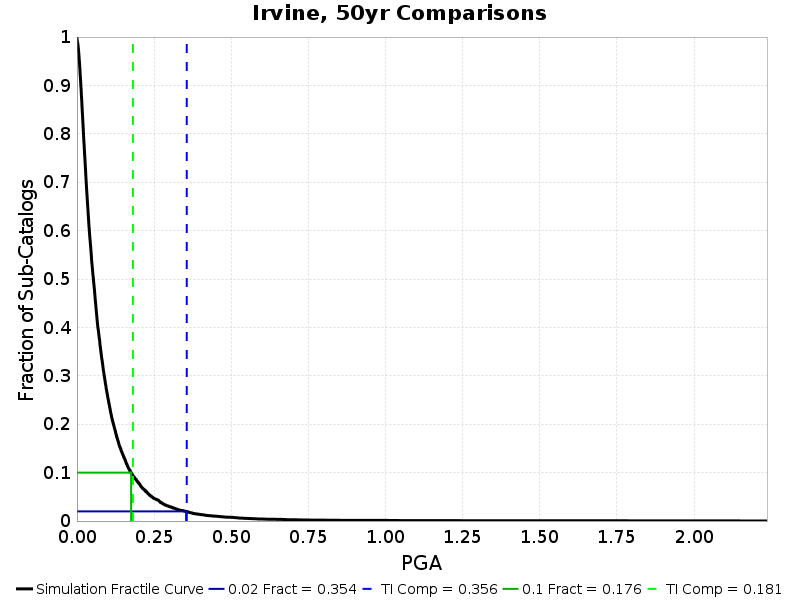 Irvine, 50yr Comparisons
Fraction of Sub-Catalogs
1
0.9
0.8
0.7
0.6
0.5
0.4
0.3
0.2
0.1
0
0.00 0.25 0.50 0.75 1.00 1.25 1.50 1.75 2.00
PGA
Simulation Fractile Curve 0.02 Fract = 0.354 TI Comp = 0.356 0.1 Fract = 0.176 TI Comp = 0.181